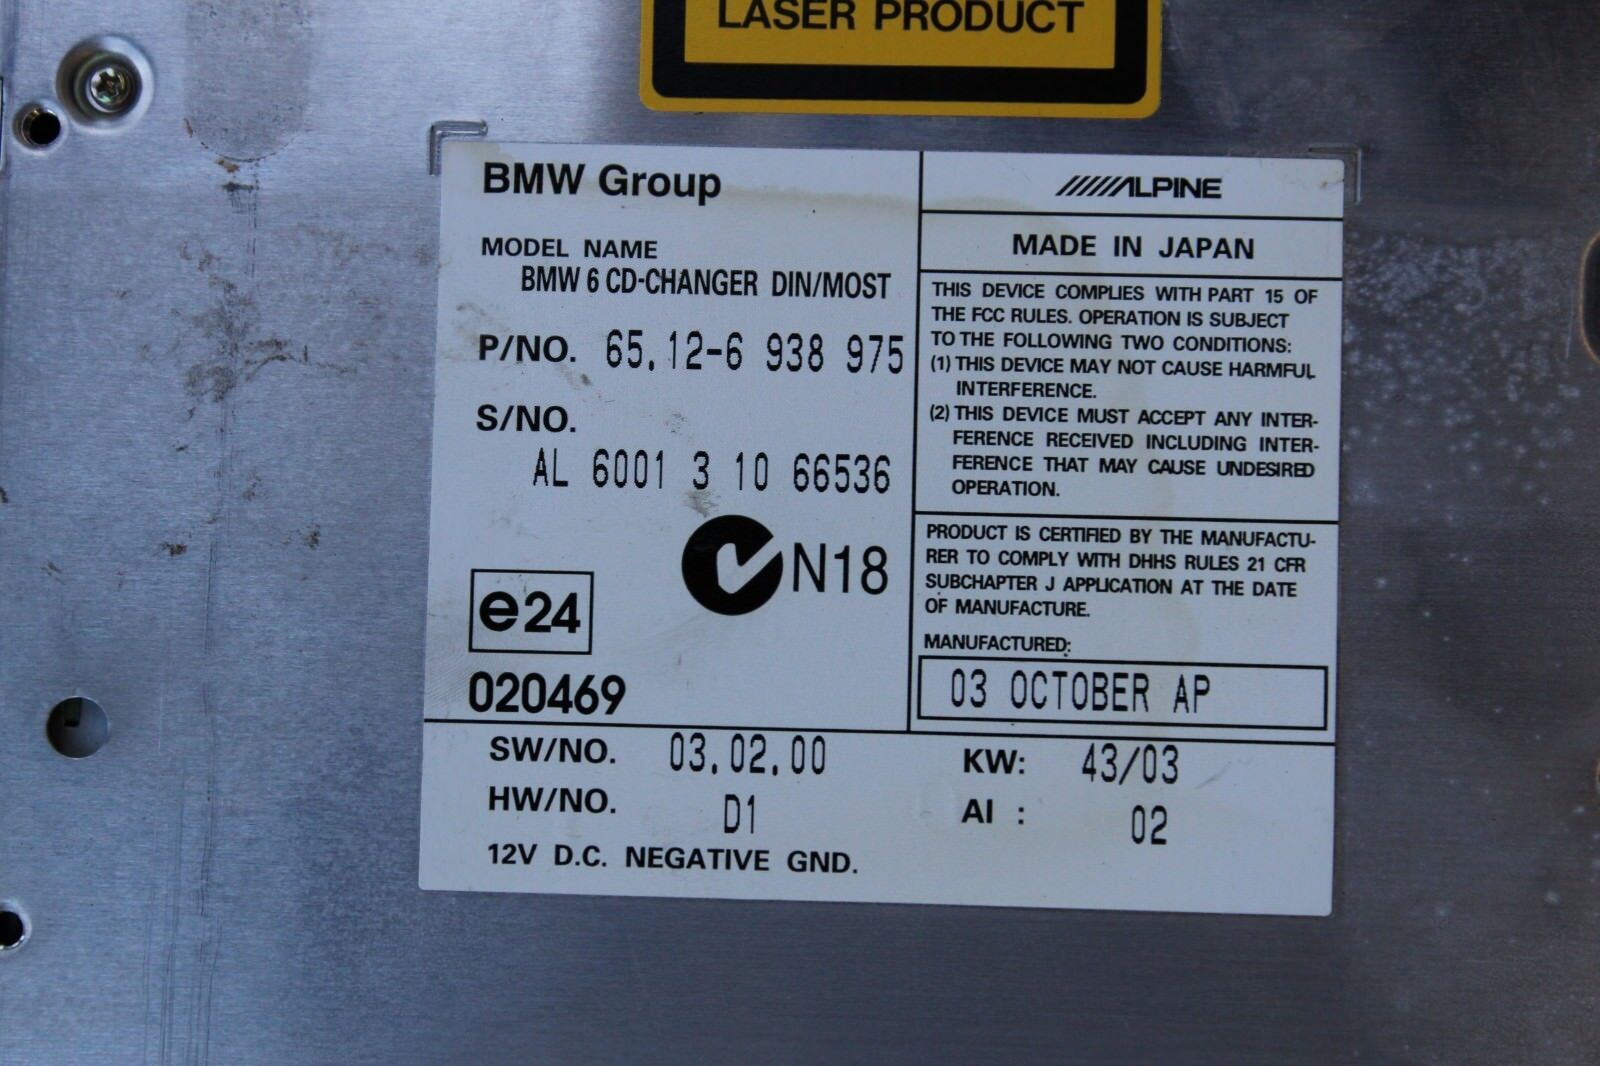 LASER PRODUCT
BMW Group
MODEL NAME
BMW 6 CD-CHANGER DIN/MOST
P/NO. 65.12-6 938 975
S/NO.
AL 6001 3 10 66536
N18
e24
020469
ALPINE
MADE IN JAPAN
THIS DEVICE COMPLIES WITH PART 15 OF
THE FCC RULES. OPERATION IS SUBJECT
TO THE FOLLOWING TWO CONDITIONS:
(1) THIS DEVICE MAY NOT CAUSE HARMFUL
INTERFERENCE.
(2) THIS DEVICE MUST ACCEPT ANY INTER-
FERENCE RECEIVED INCLUDING INTER-
FERENCE THAT MAY CAUSE UNDESIRED
OPERATION.
PRODUCT IS CERTIFIED BY THE MANUFACTU-
RER TO COMPLY WITH DHHS RULES 21 CFR
SUBCHAPTER J APPLICATION AT THE DATE
OF MANUFACTURE.
MANUFACTURED:
03 OCTOBER AP
SW/NO. 03.02.00 KW: 43/03
HW/NO. D1 AI : 02
12V D.C. NEGATIVE GND.